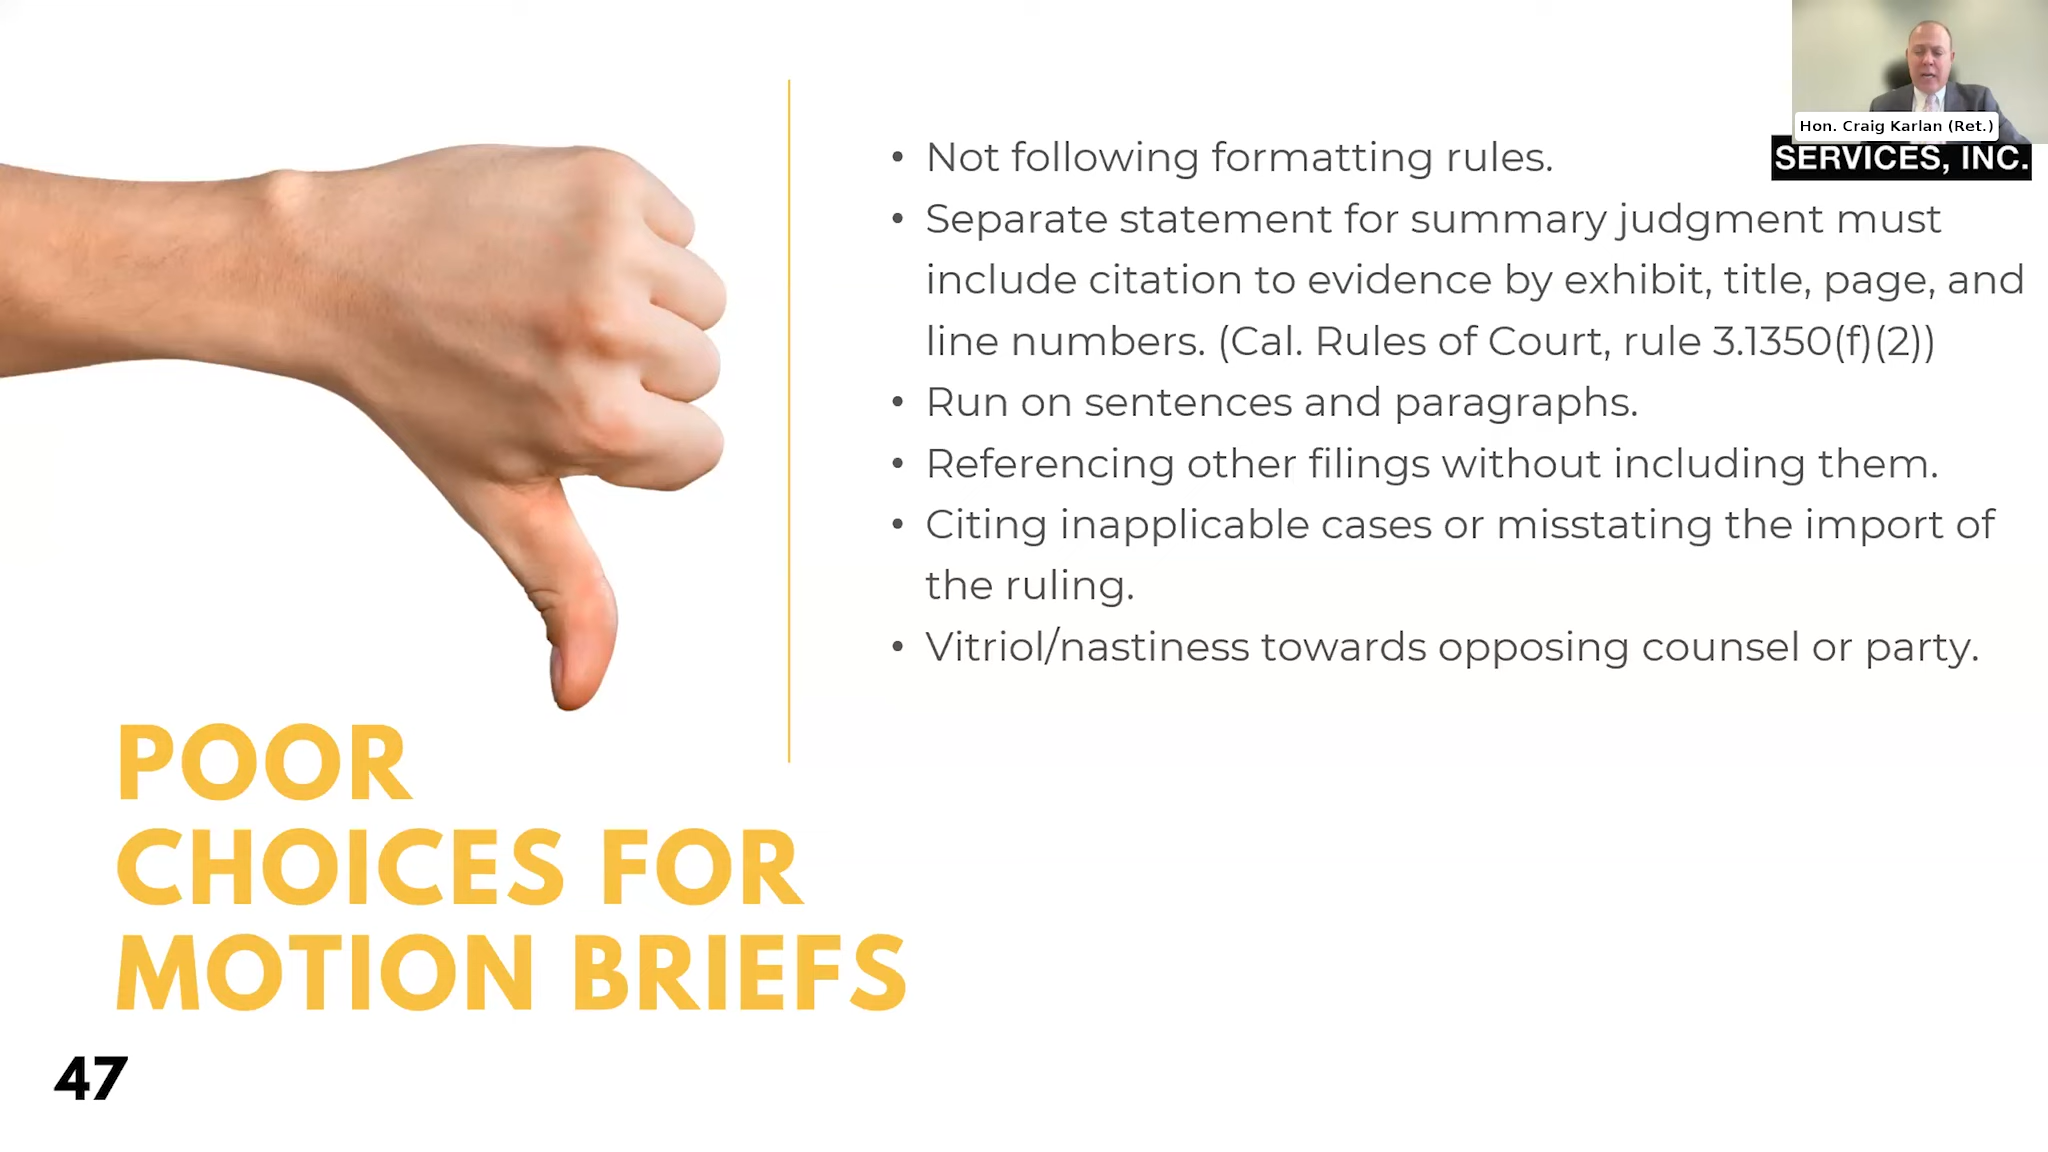 Hon. Craig Karlan (Ret.)
SERVICES, INC.
• Not following formatting rules.
• Separate statement for summary judgment must
include citation to evidence by exhibit, title, page, and
line numbers. (Cal. Rules of Court, rule 3.1350(f)(2))
• Run on sentences and paragraphs.
• Referencing other filings without including them.
• Citing inapplicable cases or misstating the import of
the ruling.
• Vitriol/nastiness towards opposing counsel or party.
POOR
CHOICES FOR
MOTION BRIEFS
47